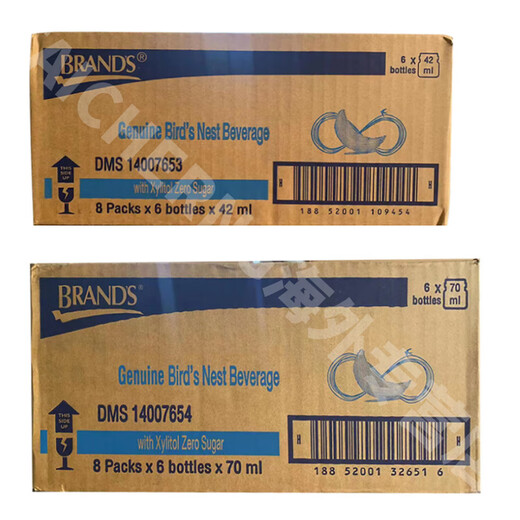 BRAND'S®
6 x 42
bottles ml
Genuine Bird's Nest Beverage
DMS 14007653
THIS
SIDE
UP
with Xylitol Zero Sugar
8 Packs x 6 bottles x 42 ml
188 52001 109454
BRAND'S®
6 x 70
bottles ml
Genuine Bird's Nest Beverage
DMS 14007654
THIS
SIDE
UP
with Xylitol Zero Sugar
8 Packs x 6 bottles x 70 ml
188 52001 32651 6